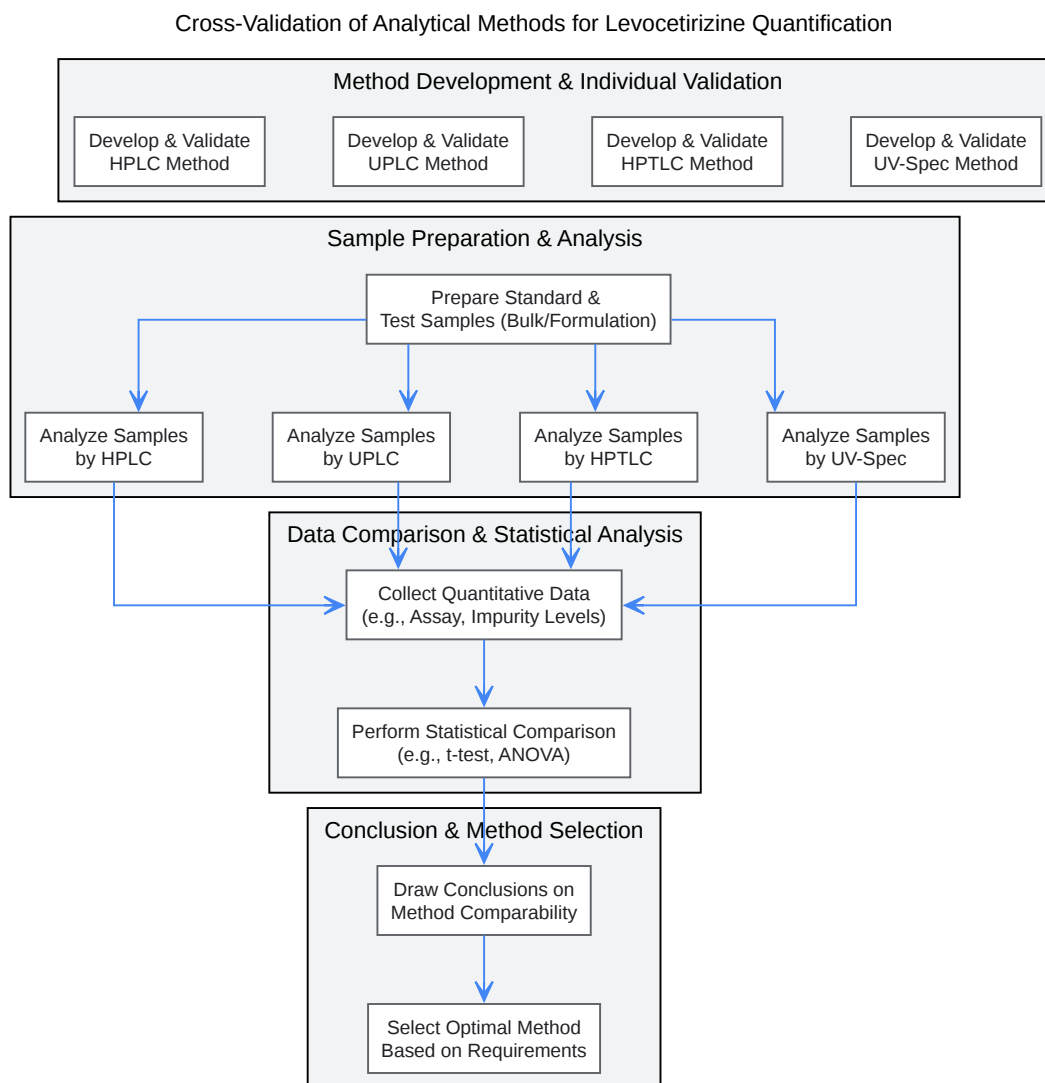 Cross-Validation of Analytical Methods for Levocetirizine Quantification
Method Development & Individual Validation
Develop & Validate
HPLC Method
Develop & Validate
UPLC Method
Develop & Validate
HPTLC Method
Develop & Validate
UV-Spec Method
Sample Preparation & Analysis
Prepare Standard &
Test Samples (Bulk/Formulation)
Analyze Samples
by HPLC
Analyze Samples
by UPLC
Analyze Samples
by HPTLC
Analyze Samples
by UV-Spec
Data Comparison & Statistical Analysis
Collect Quantitative Data
(e.g., Assay, Impurity Levels)
Perform Statistical Comparison
(e.g., t-test, ANOVA)
Conclusion & Method Selection
Draw Conclusions on
Method Comparability
Select Optimal Method
Based on Requirements